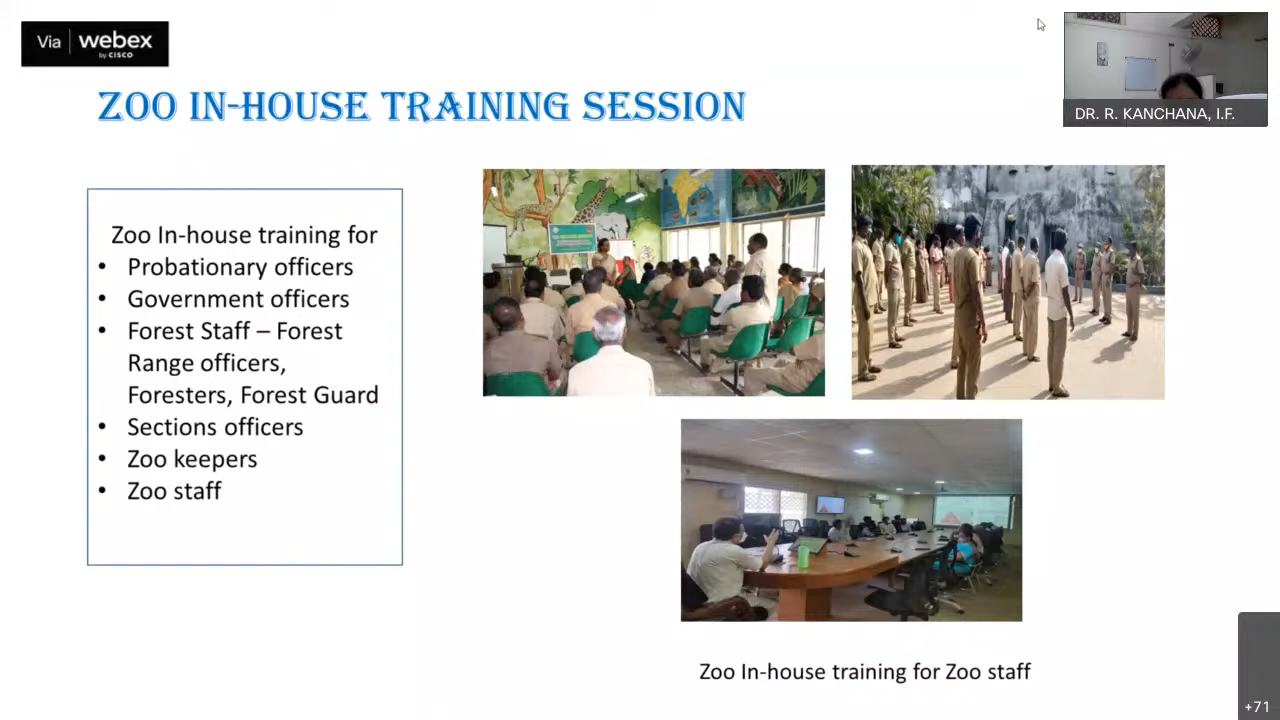 Via webex
by CISCO
DR. R. KANCHANA, I.F.
ZOO IN-HOUSE TRAINING SESSION
Zoo In-house training for
• Probationary officers
• Government officers
• Forest Staff – Forest
Range officers,
Foresters, Forest Guard
• Sections officers
• Zoo keepers
• Zoo staff
Zoo In-house training for Zoo staff
+71